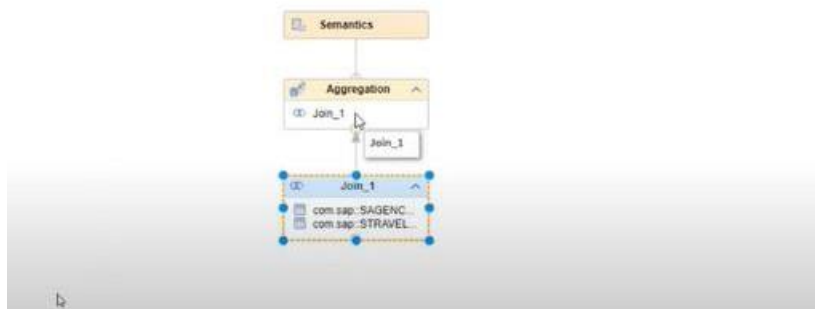 Semantics
Aggregation
Join_1
Join_1
Join_1
com.sap::SAGENC...
com.sap::STRAVEL...